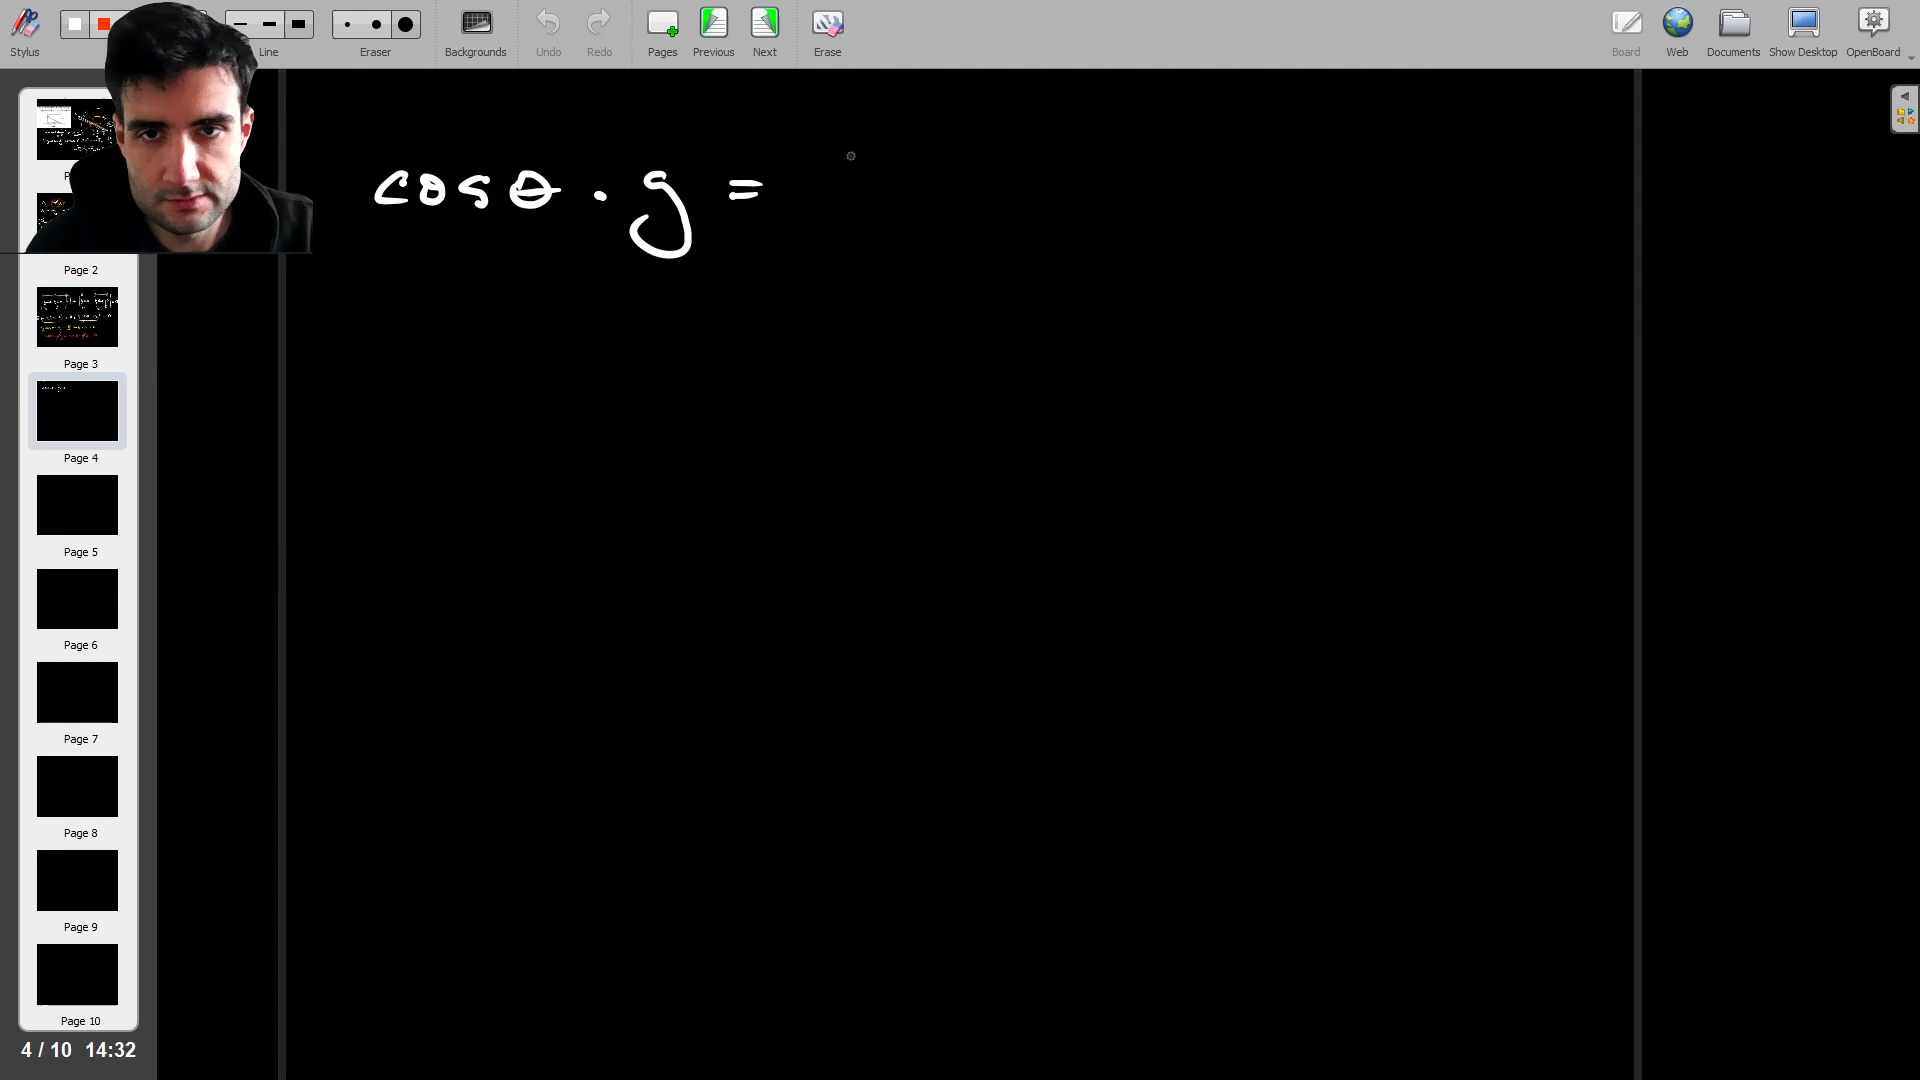 Stylus
Line
Eraser
Backgrounds
Undo
Redo
Pages
Previous
Next
Erase
Board
Web
Documents
Show Desktop
OpenBoard
cosθ · g =
Page 2
Page 3
Page 4
Page 5
Page 6
Page 7
Page 8
Page 9
Page 10
4 / 10 14:32